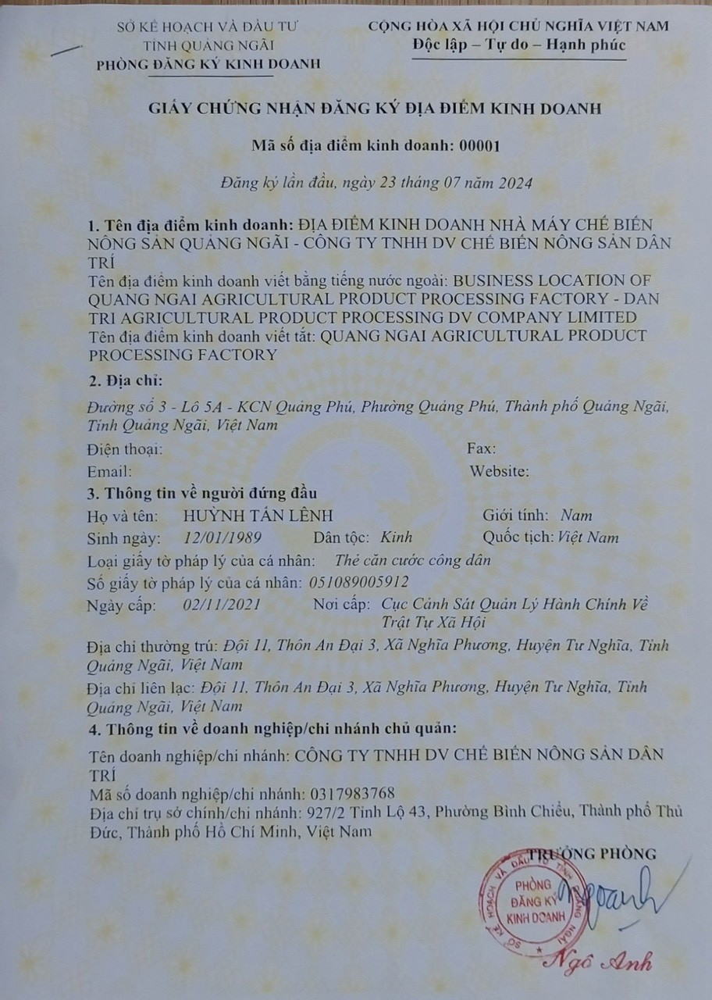 SỞ KẾ HOẠCH VÀ ĐẦU TƯ
TỈNH QUẢNG NGÃI
PHÒNG ĐĂNG KÝ KINH DOANH
CỘNG HÒA XÃ HỘI CHỦ NGHĨA VIỆT NAM
Độc lập – Tự do – Hạnh phúc
GIẤY CHỨNG NHẬN ĐĂNG KÝ ĐỊA ĐIỂM KINH DOANH
Mã số địa điểm kinh doanh: 00001
Đăng ký lần đầu, ngày 23 tháng 07 năm 2024
1. Tên địa điểm kinh doanh: ĐỊA ĐIỂM KINH DOANH NHÀ MÁY CHẾ BIẾN
NÔNG SẢN QUẢNG NGÃI - CÔNG TY TNHH DV CHẾ BIẾN NÔNG SẢN DÂN
TRÍ
Tên địa điểm kinh doanh viết bằng tiếng nước ngoài: BUSINESS LOCATION OF
QUANG NGAI AGRICULTURAL PRODUCT PROCESSING FACTORY - DAN
TRI AGRICULTURAL PRODUCT PROCESSING DV COMPANY LIMITED
Tên địa điểm kinh doanh viết tắt: QUANG NGAI AGRICULTURAL PRODUCT
PROCESSING FACTORY
2. Địa chỉ:
Đường số 3 - Lô 5A - KCN Quảng Phú, Phường Quảng Phú, Thành phố Quảng Ngãi,
Tỉnh Quảng Ngãi, Việt Nam
Điện thoại: Fax:
Email: Website:
3. Thông tin về người đứng đầu
Họ và tên: HUỲNH TẤN LÊNH Giới tính: Nam
Sinh ngày: 12/01/1989 Dân tộc: Kinh Quốc tịch: Việt Nam
Loại giấy tờ pháp lý của cá nhân: Thẻ căn cước công dân
Số giấy tờ pháp lý của cá nhân: 051089005912
Ngày cấp: 02/11/2021 Nơi cấp: Cục Cảnh Sát Quản Lý Hành Chính Về
Trật Tự Xã Hội
Địa chỉ thường trú: Đội 11, Thôn An Đại 3, Xã Nghĩa Phương, Huyện Tư Nghĩa, Tỉnh
Quảng Ngãi, Việt Nam
Địa chỉ liên lạc: Đội 11, Thôn An Đại 3, Xã Nghĩa Phương, Huyện Tư Nghĩa, Tỉnh
Quảng Ngãi, Việt Nam
4. Thông tin về doanh nghiệp/chi nhánh chủ quản:
Tên doanh nghiệp/chi nhánh: CÔNG TY TNHH DV CHẾ BIẾN NÔNG SẢN DÂN
TRÍ
Mã số doanh nghiệp/chi nhánh: 0317983768
Địa chỉ trụ sở chính/chi nhánh: 927/2 Tỉnh Lộ 43, Phường Bình Chiểu, Thành phố Thủ
Đức, Thành phố Hồ Chí Minh, Việt Nam
TRƯỞNG PHÒNG
SỞ KẾ HOẠCH VÀ ĐẦU TƯ TỈNH QUẢNG NGÃI
PHÒNG
ĐĂNG KÝ
KINH DOANH
Ngô Anh